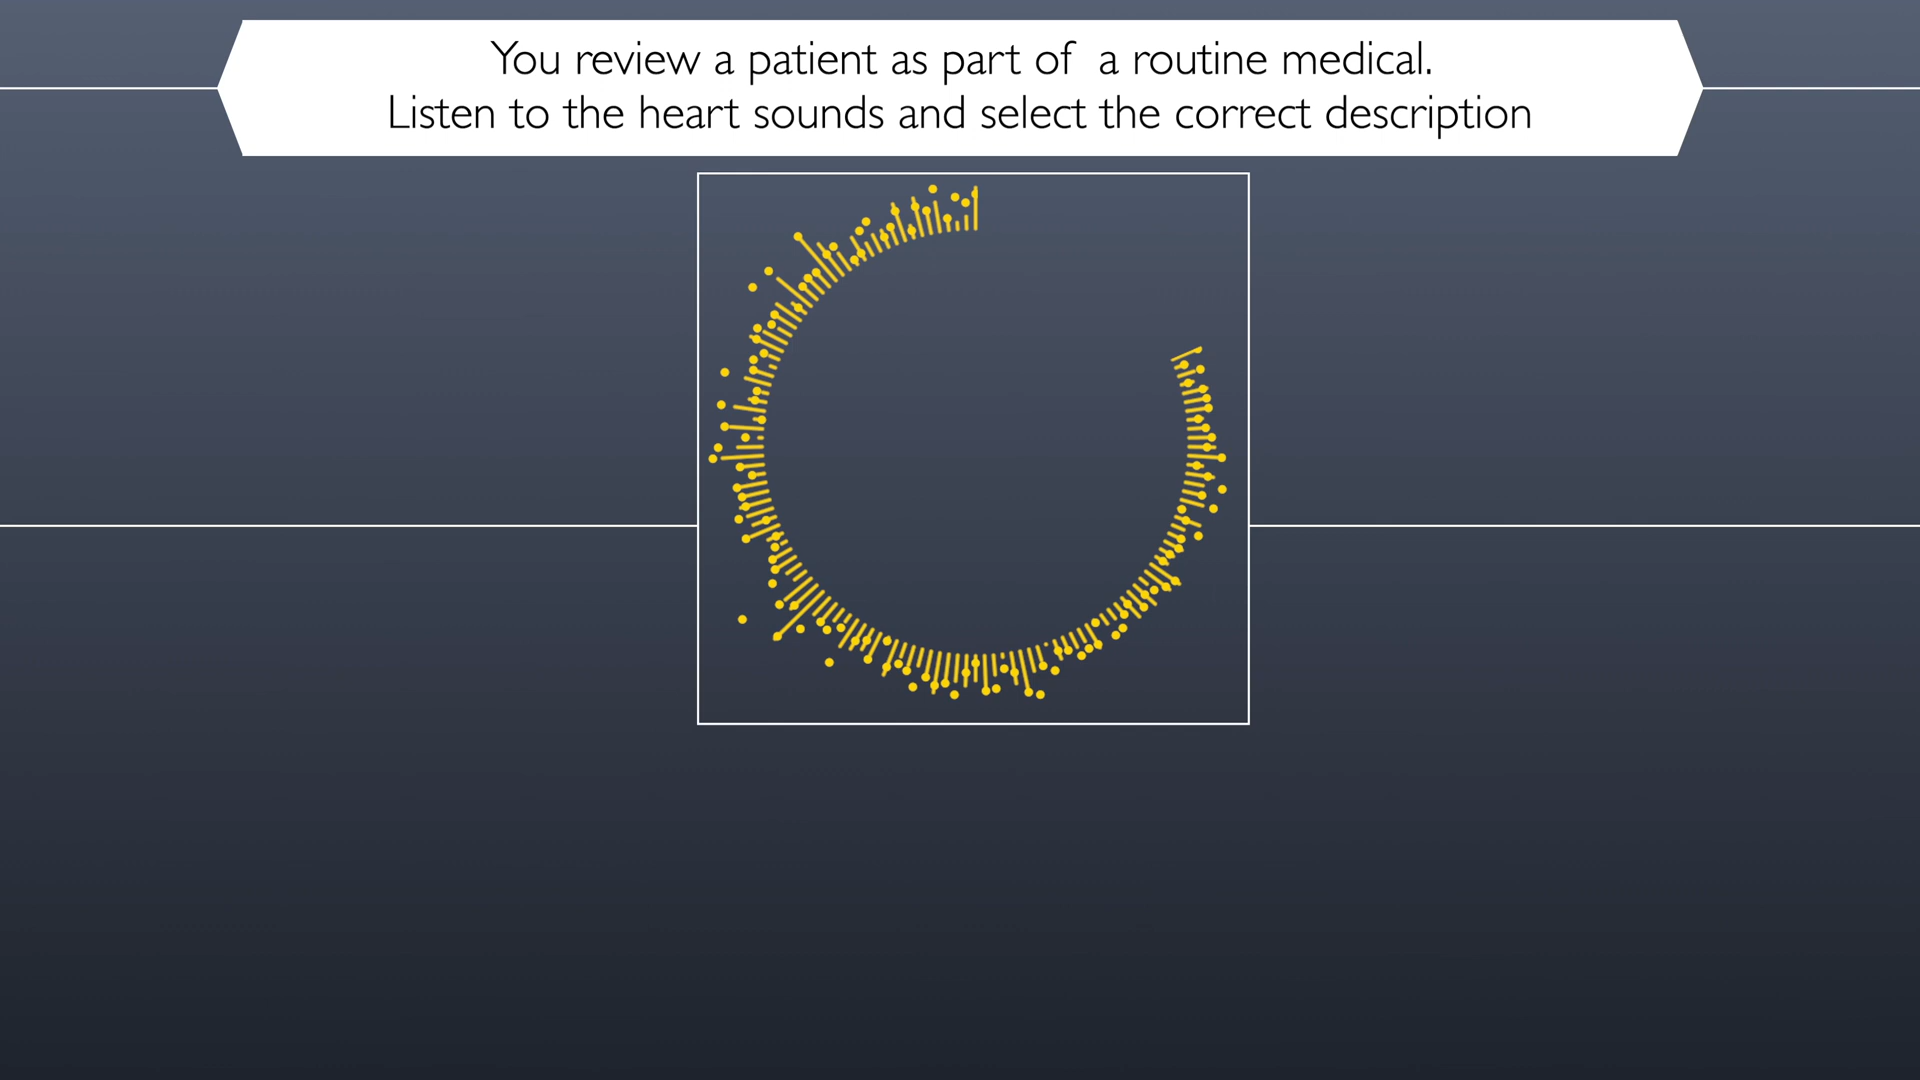 You review a patient as part of a routine medical.
Listen to the heart sounds and select the correct description